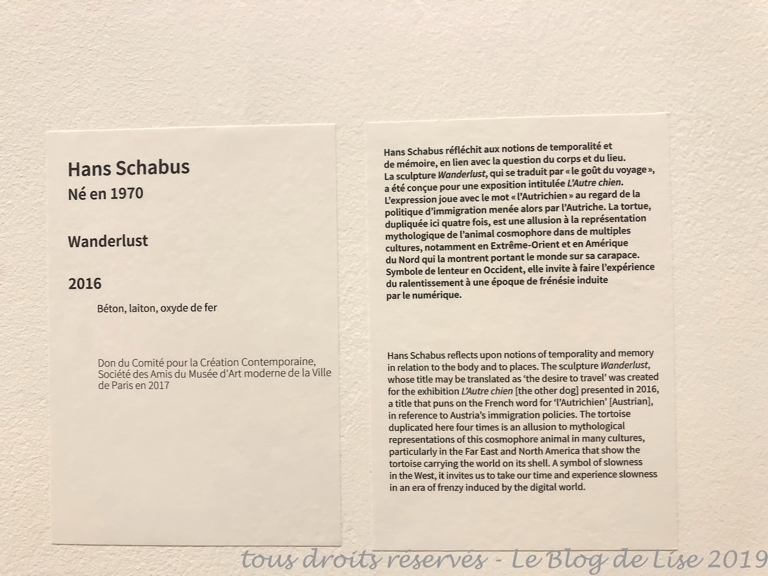 Hans Schabus
Né en 1970
Wanderlust
2016
Béton, laiton, oxyde de fer
Don du Comité pour la Création Contemporaine,
Société des Amis du Musée d'Art moderne de la Ville
de Paris en 2017
Hans Schabus réfléchit aux notions de temporalité et
de mémoire, en lien avec la question du corps et du lieu.
La sculpture Wanderlust, qui se traduit par « le goût du voyage »,
a été conçue pour une exposition intitulée L'Autre chien.
L'expression joue avec le mot « l'Autrichien » au regard de la
politique d'immigration menée alors par l'Autriche. La tortue,
dupliquée ici quatre fois, est une allusion à la représentation
mythologique de l'animal cosmophore dans de multiples
cultures, notamment en Extrême-Orient et en Amérique
du Nord qui la montrent portant le monde sur sa carapace.
Symbole de lenteur en Occident, elle invite à faire l'expérience
du ralentissement à une époque de frénésie induite
par le numérique.
Hans Schabus reflects upon notions of temporality and memory
in relation to the body and to places. The sculpture Wanderlust,
whose title may be translated as 'the desire to travel' was created
for the exhibition L'Autre chien [the other dog] presented in 2016,
a title that puns on the French word for 'l'Autrichien' [Austrian],
in reference to Austria's immigration policies. The tortoise
duplicated here four times is an allusion to mythological
representations of this cosmophore animal in many cultures,
particularly in the Far East and North America that show the
tortoise carrying the world on its shell. A symbol of slowness
in the West, it invites us to take our time and experience slowness
in an era of frenzy induced by the digital world.
tous droits réservés - Le Blog de Lise 2019